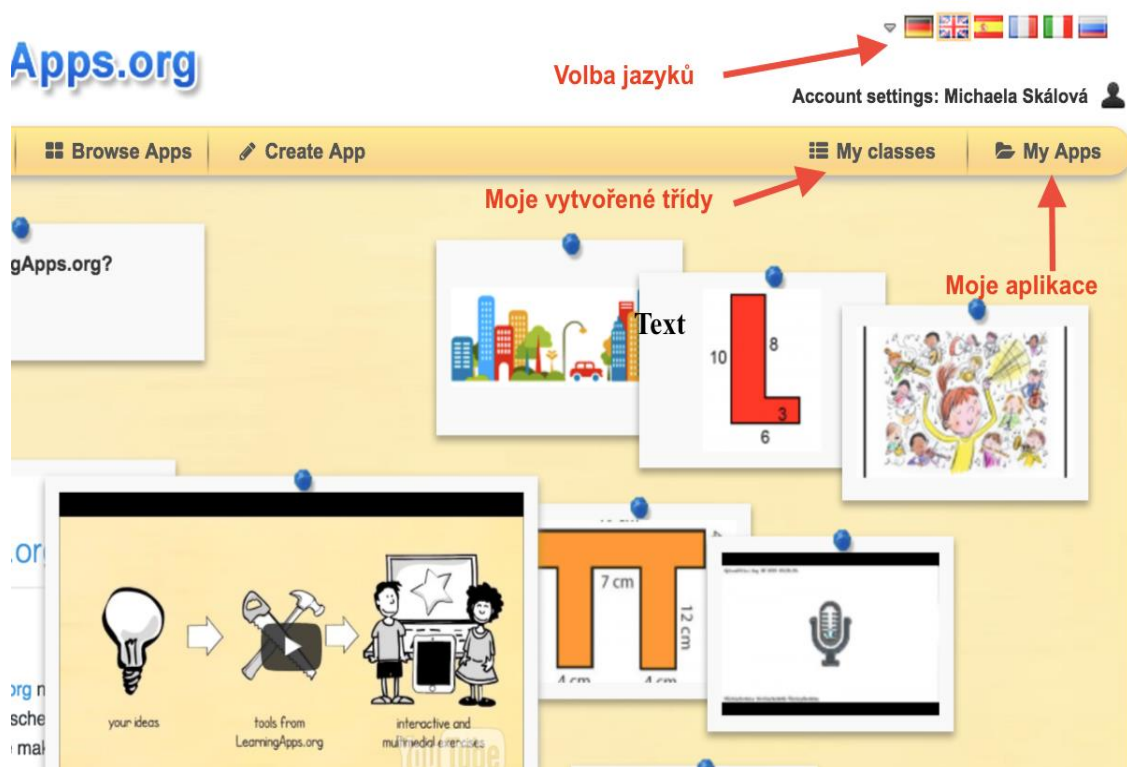 Apps.org
Volba jazyků
Account settings: Michaela Skálová
Browse Apps
Create App
My classes
My Apps
Moje vytvořené třídy
Moje aplikace
gApps.org?
Text
10
8
3
6
.org
7 cm
12 cm
4 cm
4 cm
your ideas
tools from
LearningApps.org
interactive and
multimedial exercises
YouTube
org